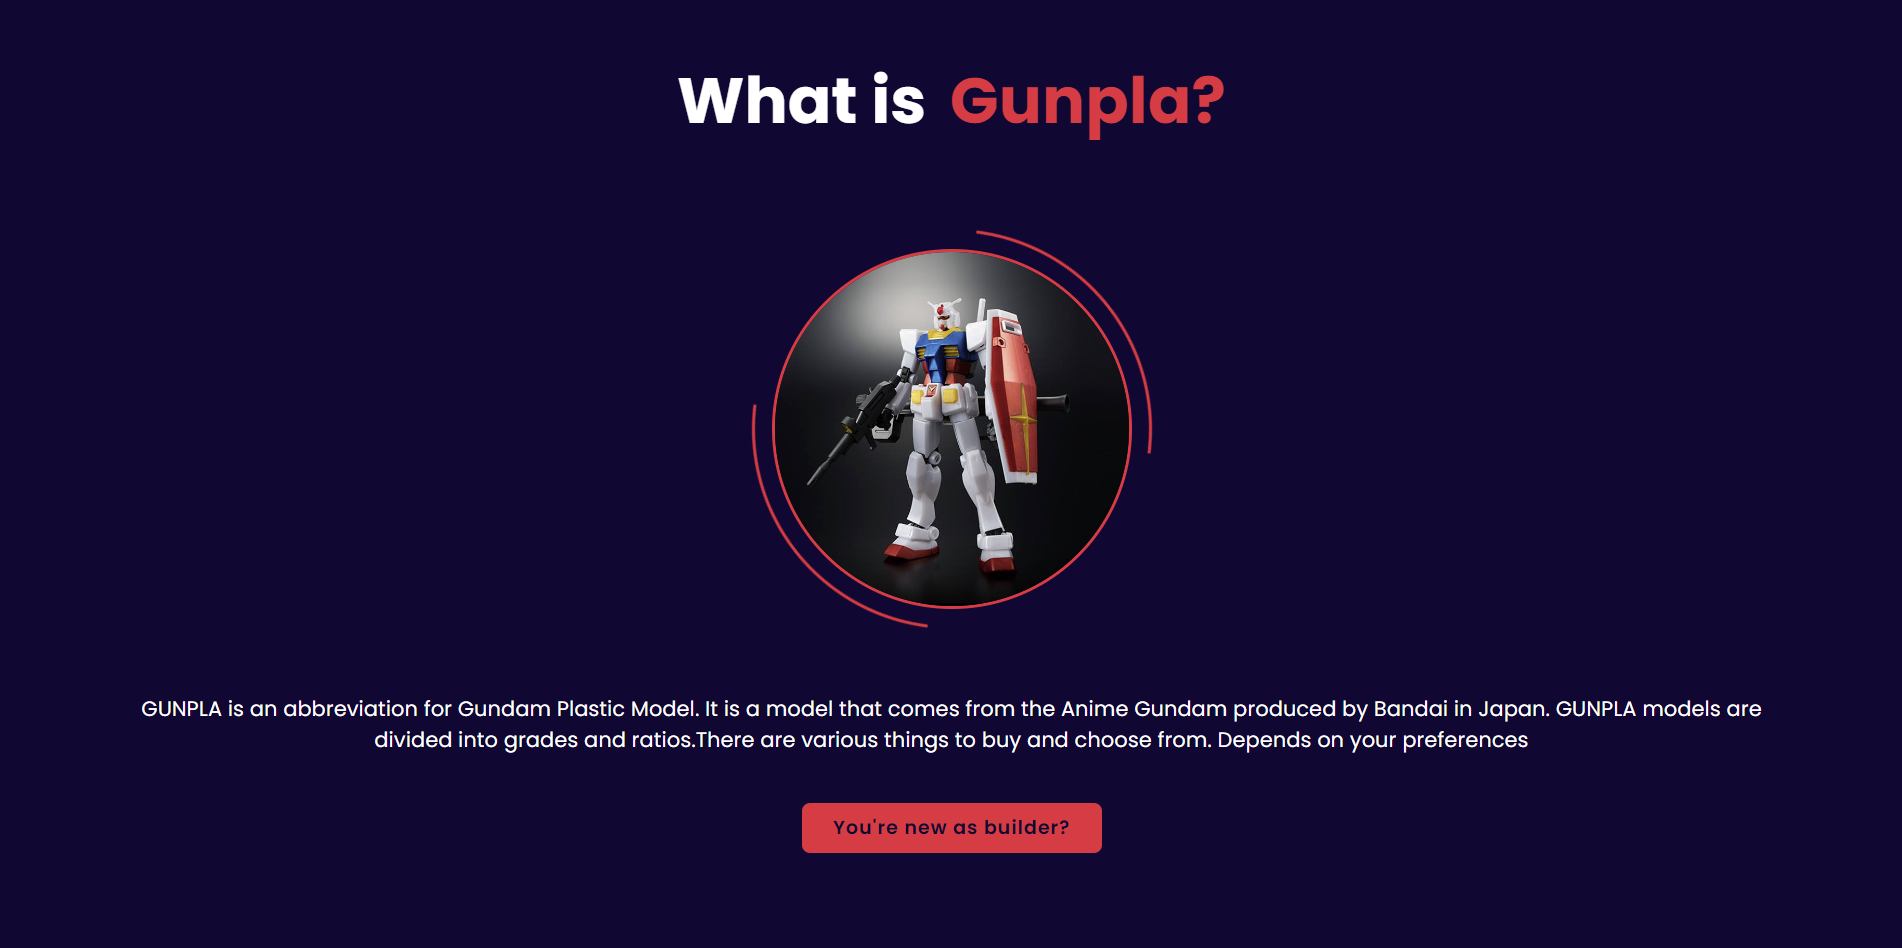 What is Gunpla?
GUNPLA is an abbreviation for Gundam Plastic Model. It is a model that comes from the Anime Gundam produced by Bandai in Japan. GUNPLA models are
divided into grades and ratios.There are various things to buy and choose from. Depends on your preferences
You're new as builder?